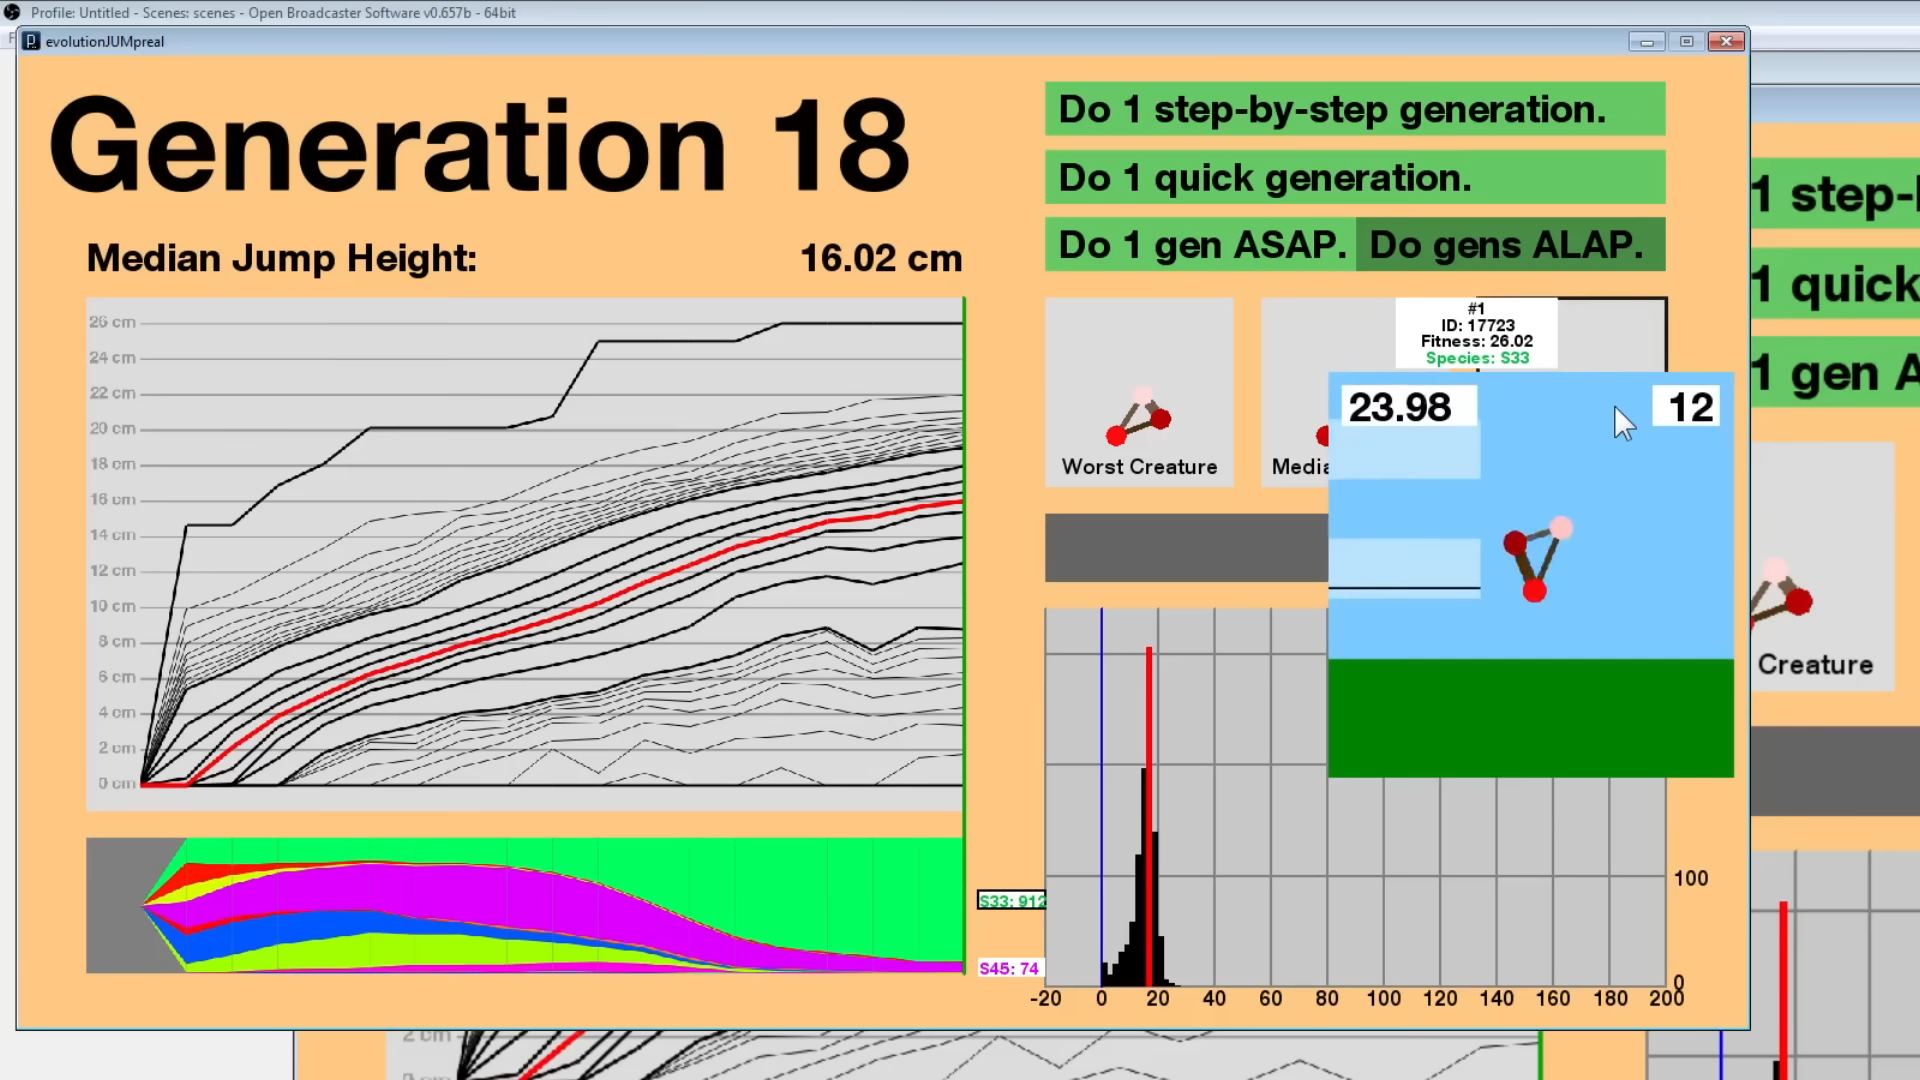 Profile: Untitled - Scenes: scenes - Open Broadcaster Software v0.657b - 64bit
evolutionJUMpreal
Generation 18
Median Jump Height: 16.02 cm
26 cm
24 cm
22 cm
20 cm
18 cm
16 cm
14 cm
12 cm
10 cm
8 cm
6 cm
4 cm
2 cm
0 cm
S33: 912
S45: 74
Do 1 step-by-step generation.
Do 1 quick generation.
Do 1 gen ASAP. Do gens ALAP.
Worst Creature
Media
#1
ID: 17723
Fitness: 26.02
Species: S33
23.98 12
100
0
-20 0 20 40 60 80 100 120 140 160 180 200
1 step-
1 quick
1 gen A
Creature
2 cm